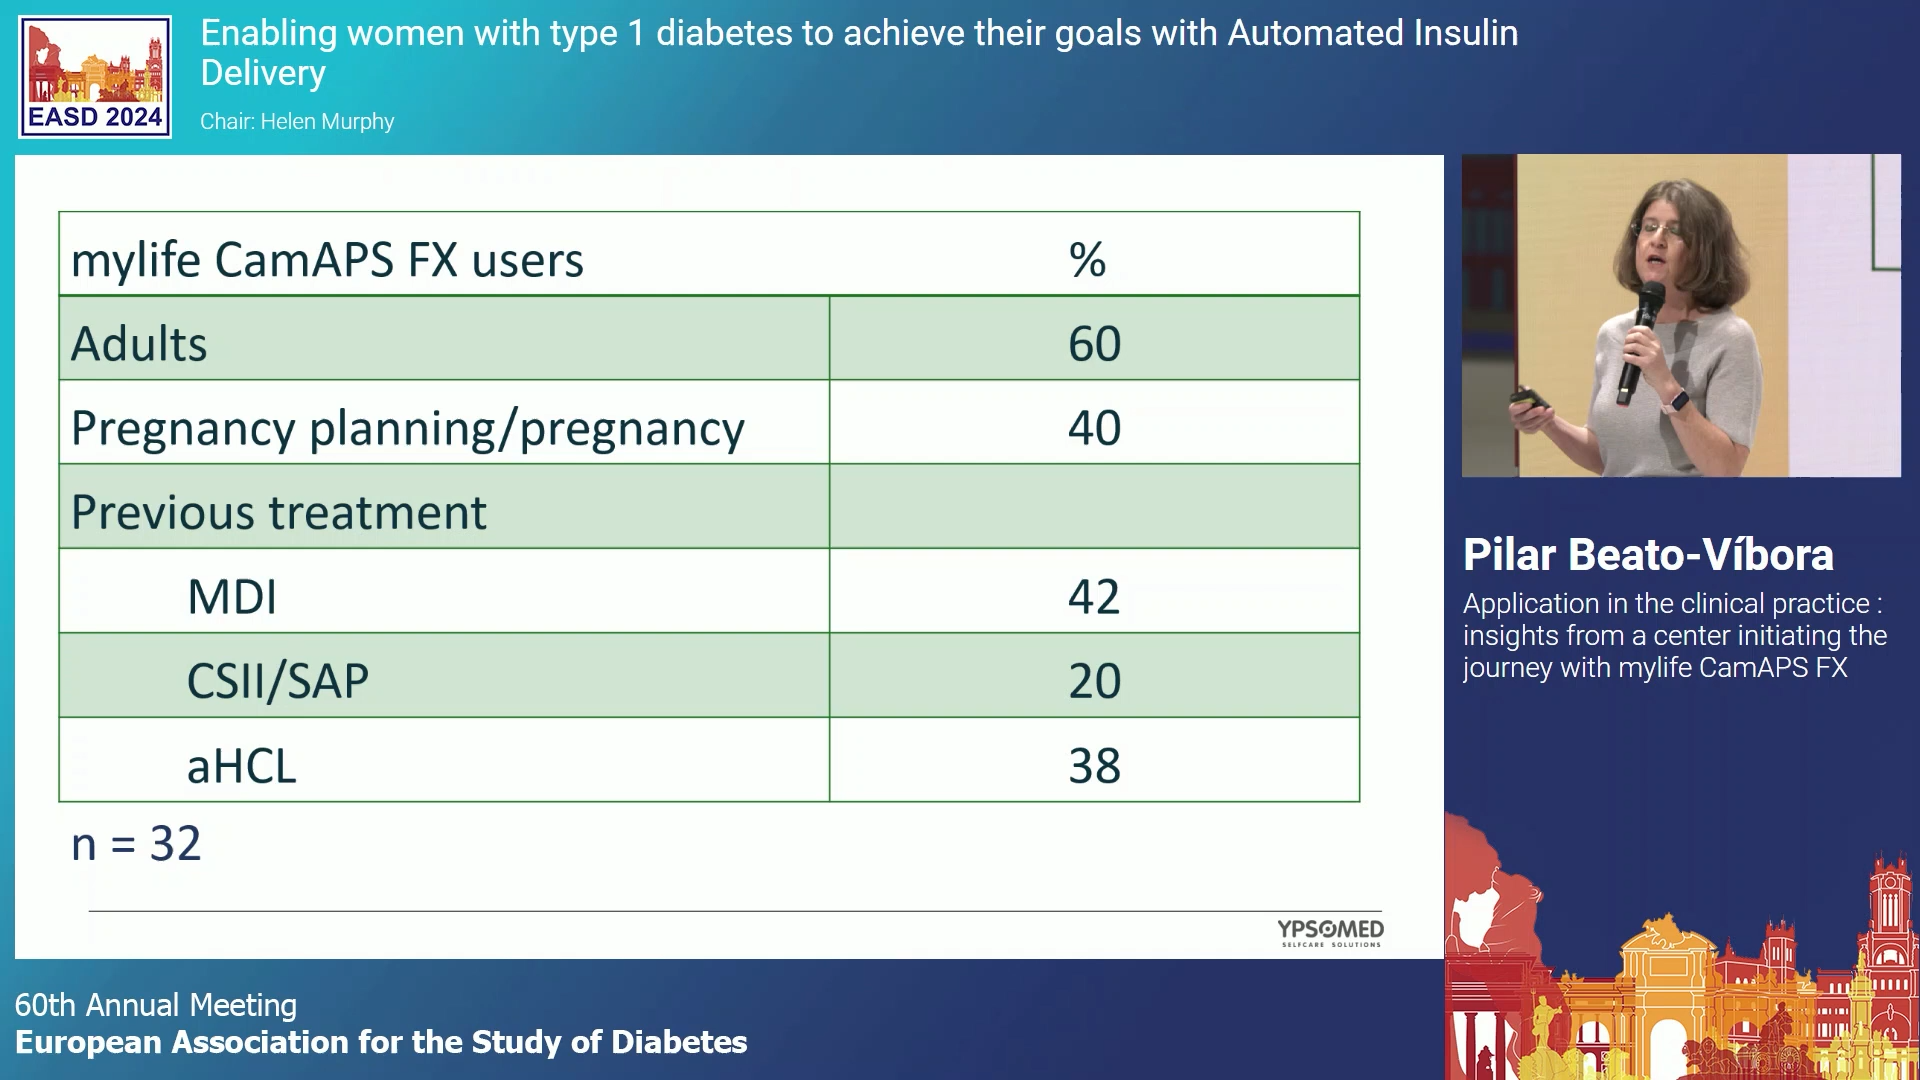 Enabling women with type 1 diabetes to achieve their goals with Automated Insulin
Delivery
Chair: Helen Murphy
EASD 2024
mylife CamAPS FX users %
Adults 60
Pregnancy planning/pregnancy 40
Previous treatment
MDI 42
CSII/SAP 20
aHCL 38
n = 32
YPSOMED
SELFCARE SOLUTIONS
Pilar Beato-Víbora
Application in the clinical practice :
insights from a center initiating the
journey with mylife CamAPS FX
60th Annual Meeting
European Association for the Study of Diabetes